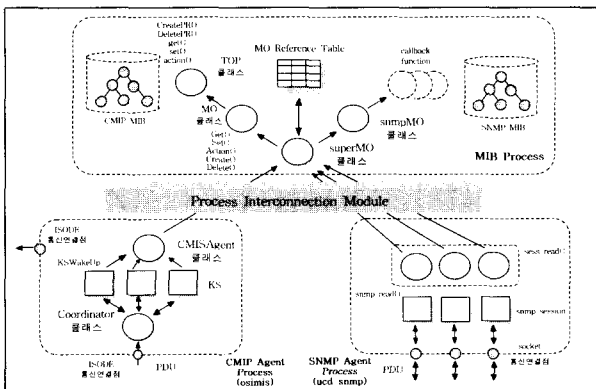 CreatePR()
DeletePR()
get()
set()
action()
TOP
클래스
MO Reference Table
callback
function
CMIP MIB
MO
클래스
snmpMO
클래스
SNMP MIB
Get()
Set()
Action()
Create()
Delete()
superMO
클래스
MIB Process
Process Interconnection Module
ISODE
통신연결점
CMISAgent
클래스
KSWakeUp
KS
Coordinator
클래스
ISODE
통신연결점
PDU
CMIP Agent
Process
(osimis)
sess_read()
snmp_read()
snmp_session
socket
통신연결점
SNMP Agent
Process
(ucd snmp)
PDU